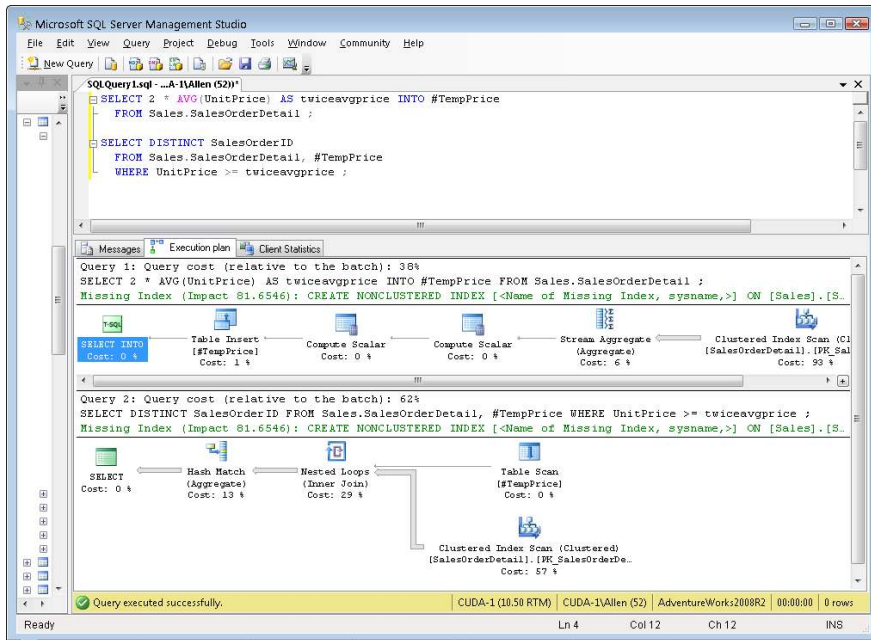 Microsoft SQL Server Management Studio
File Edit View Query Project Debug Tools Window Community Help
New Query
SQLQuery1.sql - ...A-1\Allen (52))*
SELECT 2 * AVG(UnitPrice) AS twiceavgprice INTO #TempPrice
FROM Sales.SalesOrderDetail ;
SELECT DISTINCT SalesOrderID
FROM Sales.SalesOrderDetail, #TempPrice
WHERE UnitPrice >= twiceavgprice ;
Messages Execution plan Client Statistics
Query 1: Query cost (relative to the batch): 38%
SELECT 2 * AVG(UnitPrice) AS twiceavgprice INTO #TempPrice FROM Sales.SalesOrderDetail ;
Missing Index (Impact 81.6546): CREATE NONCLUSTERED INDEX [<Name of Missing Index, sysname,>] ON [Sales].[S…
T-SQL
SELECT INTO
Cost: 0 %
Table Insert
[#TempPrice]
Cost: 1 %
Compute Scalar
Cost: 0 %
Compute Scalar
Cost: 0 %
Stream Aggregate
(Aggregate)
Cost: 6 %
Clustered Index Scan (Cl
[SalesOrderDetail].[PK_Sal
Cost: 93 %
Query 2: Query cost (relative to the batch): 62%
SELECT DISTINCT SalesOrderID FROM Sales.SalesOrderDetail, #TempPrice WHERE UnitPrice >= twiceavgprice ;
Missing Index (Impact 81.6546): CREATE NONCLUSTERED INDEX [<Name of Missing Index, sysname,>] ON [Sales].[S…
SELECT
Cost: 0 %
Hash Match
(Aggregate)
Cost: 13 %
Nested Loops
(Inner Join)
Cost: 29 %
Table Scan
[#TempPrice]
Cost: 0 %
Clustered Index Scan (Clustered)
[SalesOrderDetail].[PK_SalesOrderDe…
Cost: 57 %
Query executed successfully. CUDA-1 (10.50 RTM) CUDA-1\Allen (52) AdventureWorks2008R2 00:00:00 0 rows
Ready Ln 4 Col 12 Ch 12 INS